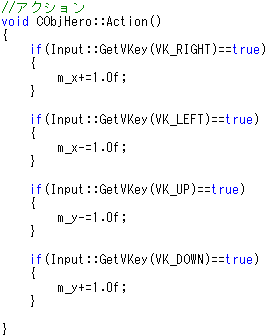 //アクション
void CObjHero::Action()
{
    if(Input::GetVKey(VK_RIGHT)==true)
    {
        m_x+=1.0f;
    }

    if(Input::GetVKey(VK_LEFT)==true)
    {
        m_x-=1.0f;
    }

    if(Input::GetVKey(VK_UP)==true)
    {
        m_y-=1.0f;
    }

    if(Input::GetVKey(VK_DOWN)==true)
    {
        m_y+=1.0f;
    }

}